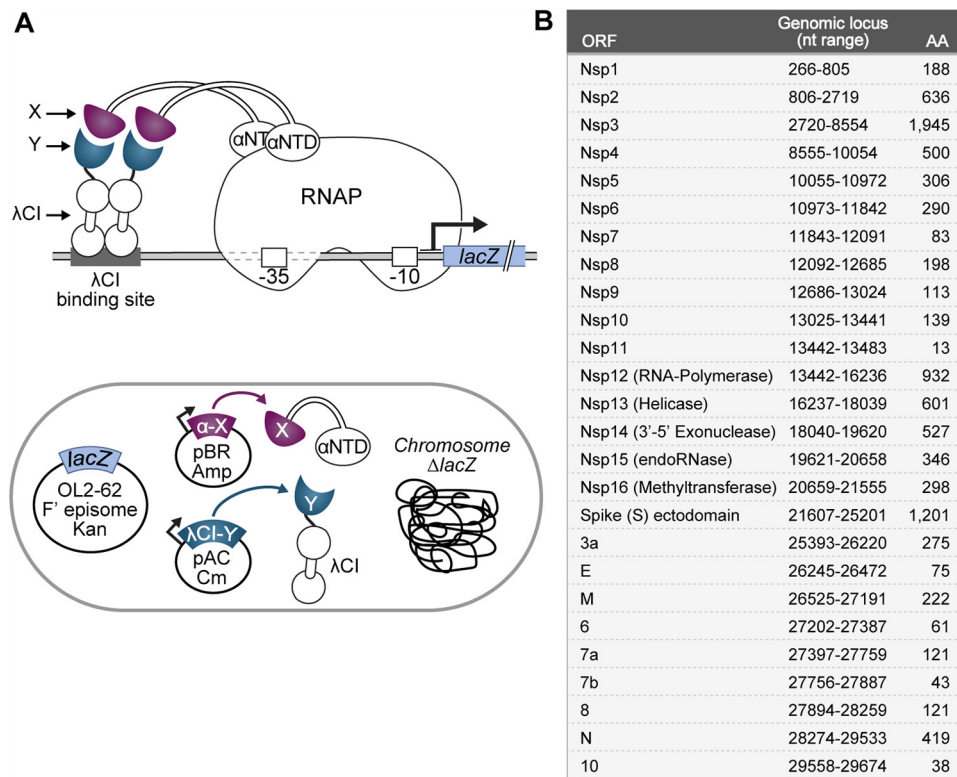 A
X
Y
λCI
αNT
αNTD
RNAP
-35
-10
lacZ
λCI
binding site
lacZ
OL2-62
F' episome
Kan
α-X
pBR
Amp
X
αNTD
λCI-Y
pAC
Cm
Y
λCI
Chromosome
ΔlacZ
B
ORF Genomic locus (nt range) AA
Nsp1 266-805 188
Nsp2 806-2719 636
Nsp3 2720-8554 1,945
Nsp4 8555-10054 500
Nsp5 10055-10972 306
Nsp6 10973-11842 290
Nsp7 11843-12091 83
Nsp8 12092-12685 198
Nsp9 12686-13024 113
Nsp10 13025-13441 139
Nsp11 13442-13483 13
Nsp12 (RNA-Polymerase) 13442-16236 932
Nsp13 (Helicase) 16237-18039 601
Nsp14 (3'-5' Exonuclease) 18040-19620 527
Nsp15 (endoRNase) 19621-20658 346
Nsp16 (Methyltransferase) 20659-21555 298
Spike (S) ectodomain 21607-25201 1,201
3a 25393-26220 275
E 26245-26472 75
M 26525-27191 222
6 27202-27387 61
7a 27397-27759 121
7b 27756-27887 43
8 27894-28259 121
N 28274-29533 419
10 29558-29674 38